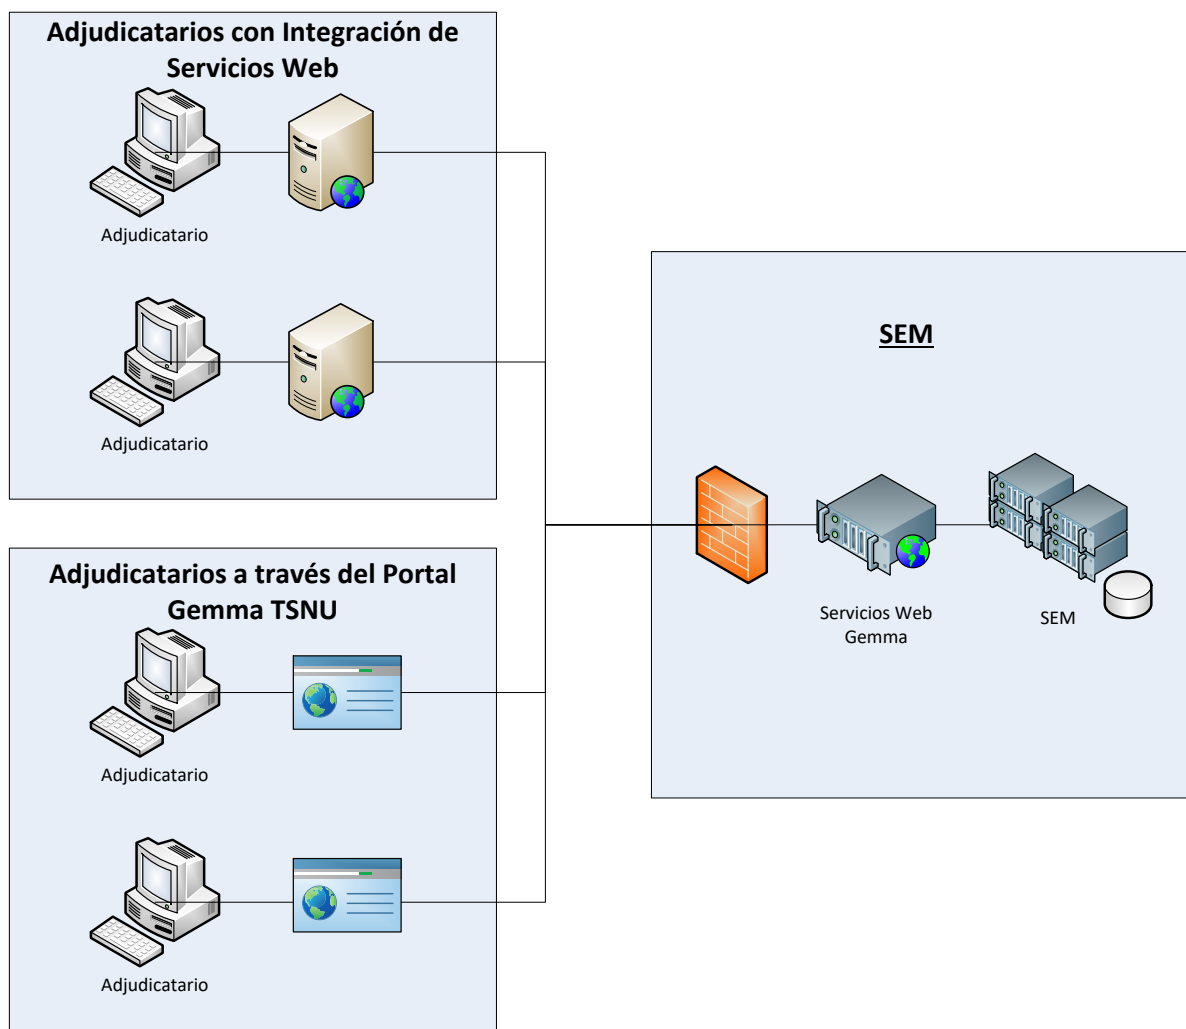 Adjudicatarios con Integración de
Servicios Web
Adjudicatario
Adjudicatario
Adjudicatarios a través del Portal
Gemma TSNU
Adjudicatario
Adjudicatario
SEM
Servicios Web
Gemma
SEM